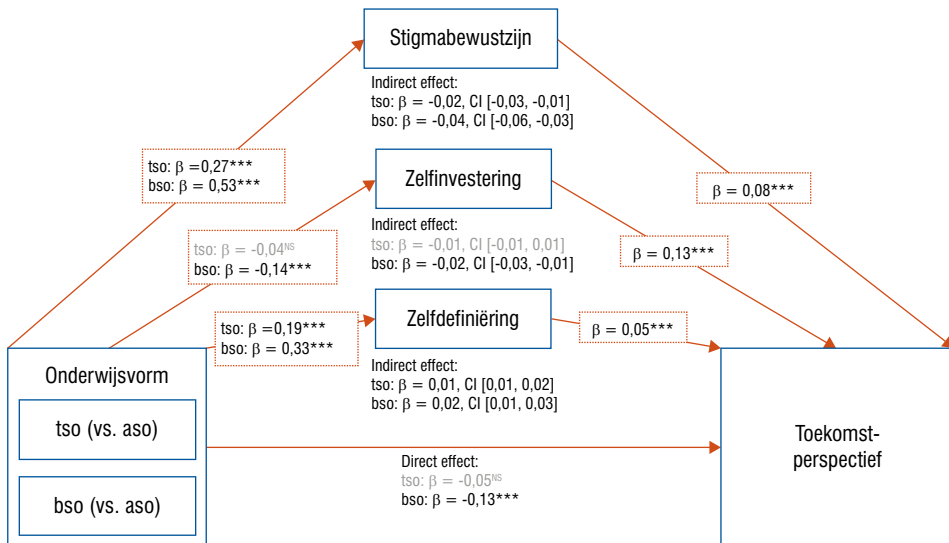 Stigmabewustzijn
Indirect effect:
tso: β = -0,02, CI [-0,03, -0,01]
bso: β = -0,04, CI [-0,06, -0,03]
tso: β =0,27***
bso: β = 0,53***
β = 0,08***
Zelfinvestering
Indirect effect:
tso: β = -0,01, CI [-0,01, 0,01]
bso: β = -0,02, CI [-0,03, -0,01]
tso: β = -0,04NS
bso: β = -0,14***
β = 0,13***
Zelfdefiniëring
tso: β =0,19***
bso: β = 0,33***
β = 0,05***
Indirect effect:
tso: β = 0,01, CI [0,01, 0,02]
bso: β = 0,02, CI [0,01, 0,03]
Onderwijsvorm
tso (vs. aso)
bso (vs. aso)
Direct effect:
tso: β = -0,05NS
bso: β = -0,13***
Toekomst-
perspectief